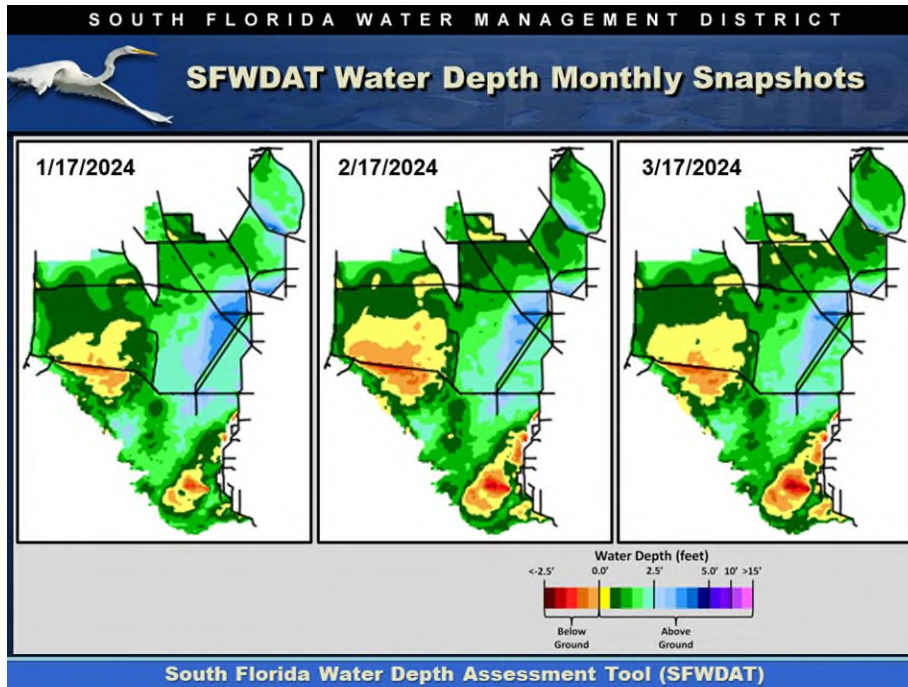 SOUTH FLORIDA WATER MANAGEMENT DISTRICT
SFWDAT Water Depth Monthly Snapshots
1/17/2024
2/17/2024
3/17/2024
Water Depth (feet)
<-2.5' 0.0' 2.5' 5.0' 10' >15'
Below Ground
Above Ground
South Florida Water Depth Assessment Tool (SFWDAT)